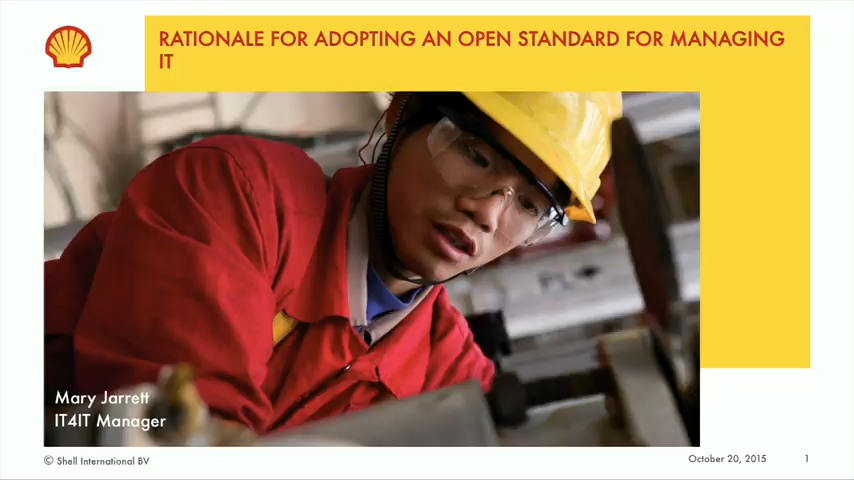 RATIONALE FOR ADOPTING AN OPEN STANDARD FOR MANAGING
IT
Mary Jarrett
IT4IT Manager
© Shell International BV
October 20, 2015
1